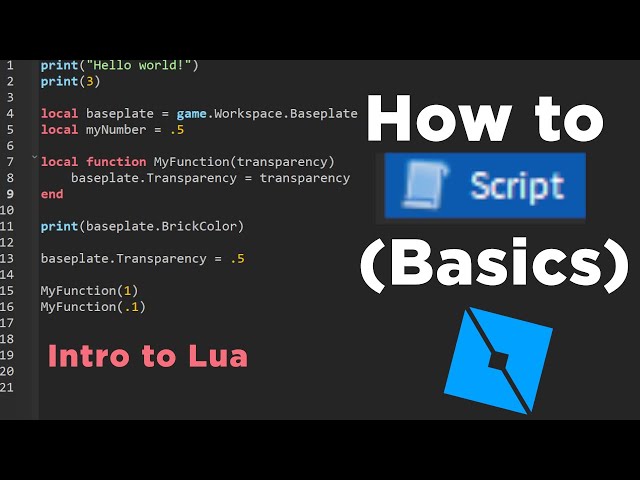 1 print("Hello world!")
2 print(3)
3
4 local baseplate = game.Workspace.Baseplate
5 local myNumber = .5
6
7 local function MyFunction(transparency)
8 baseplate.Transparency = transparency
9 end
10
11 print(baseplate.BrickColor)
12
13 baseplate.Transparency = .5
14
15 MyFunction(1)
16 MyFunction(.1)
17
18
19
20
21
Intro to Lua
How to
Script
(Basics)